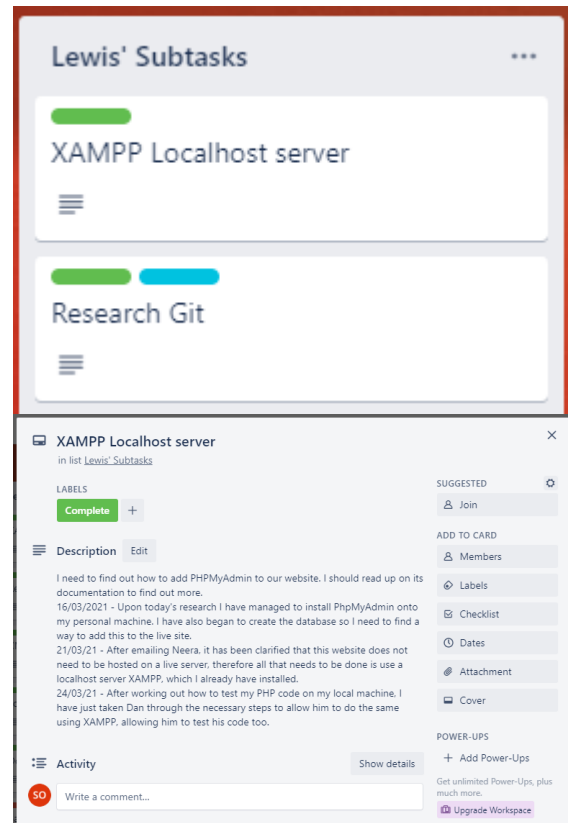 Lewis' Subtasks
XAMPP Localhost server
Research Git
XAMPP Localhost server
in list Lewis' Subtasks
LABELS
Complete +
Description Edit
I need to find out how to add PHPMyAdmin to our website. I should read up on its
documentation to find out more.
16/03/2021 - Upon today's research I have managed to install PhpMyAdmin onto
my personal machine. I have also began to create the database so I need to find a
way to add this to the live site.
21/03/21 - After emailing Neera, it has been clarified that this website does not
need to be hosted on a live server, therefore all that needs to be done is use a
localhost server XAMPP, which I already have installed.
24/03/21 - After working out how to test my PHP code on my local machine. I
have just taken Dan through the necessary steps to allow him to do the same
using XAMPP, allowing him to test his code too.
Activity Show details
SO Write a comment...
SUGGESTED
Join
ADD TO CARD
Members
Labels
Checklist
Dates
Attachment
Cover
POWER-UPS
+ Add Power-Ups
Get unlimited Power-Ups, plus
much more.
Upgrade Workspace